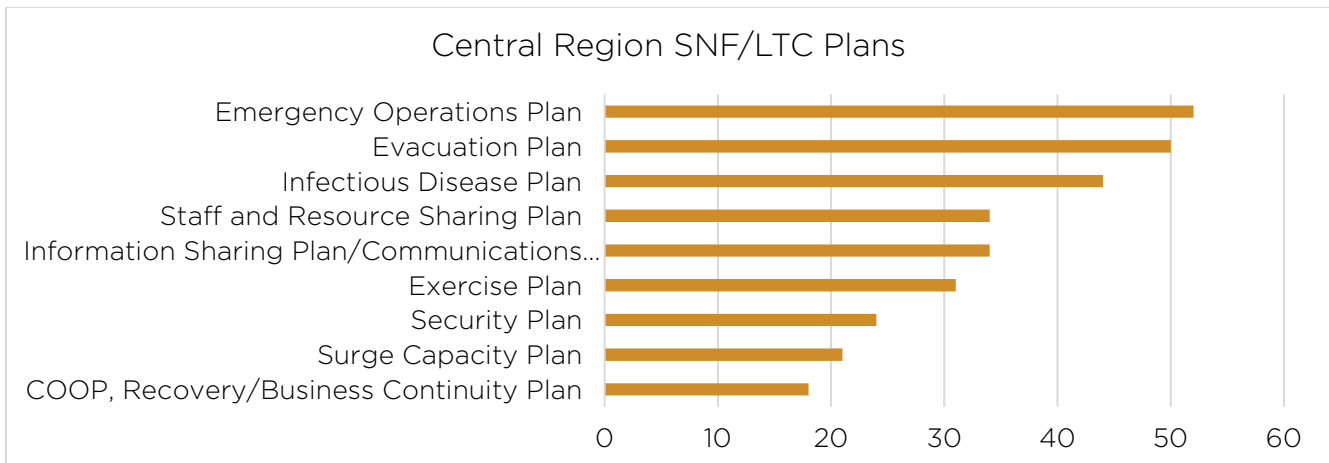 Central Region SNF/LTC Plans
Emergency Operations Plan
Evacuation Plan
Infectious Disease Plan
Staff and Resource Sharing Plan
Information Sharing Plan/Communications...
Exercise Plan
Security Plan
Surge Capacity Plan
COOP, Recovery/Business Continuity Plan
0 10 20 30 40 50 60